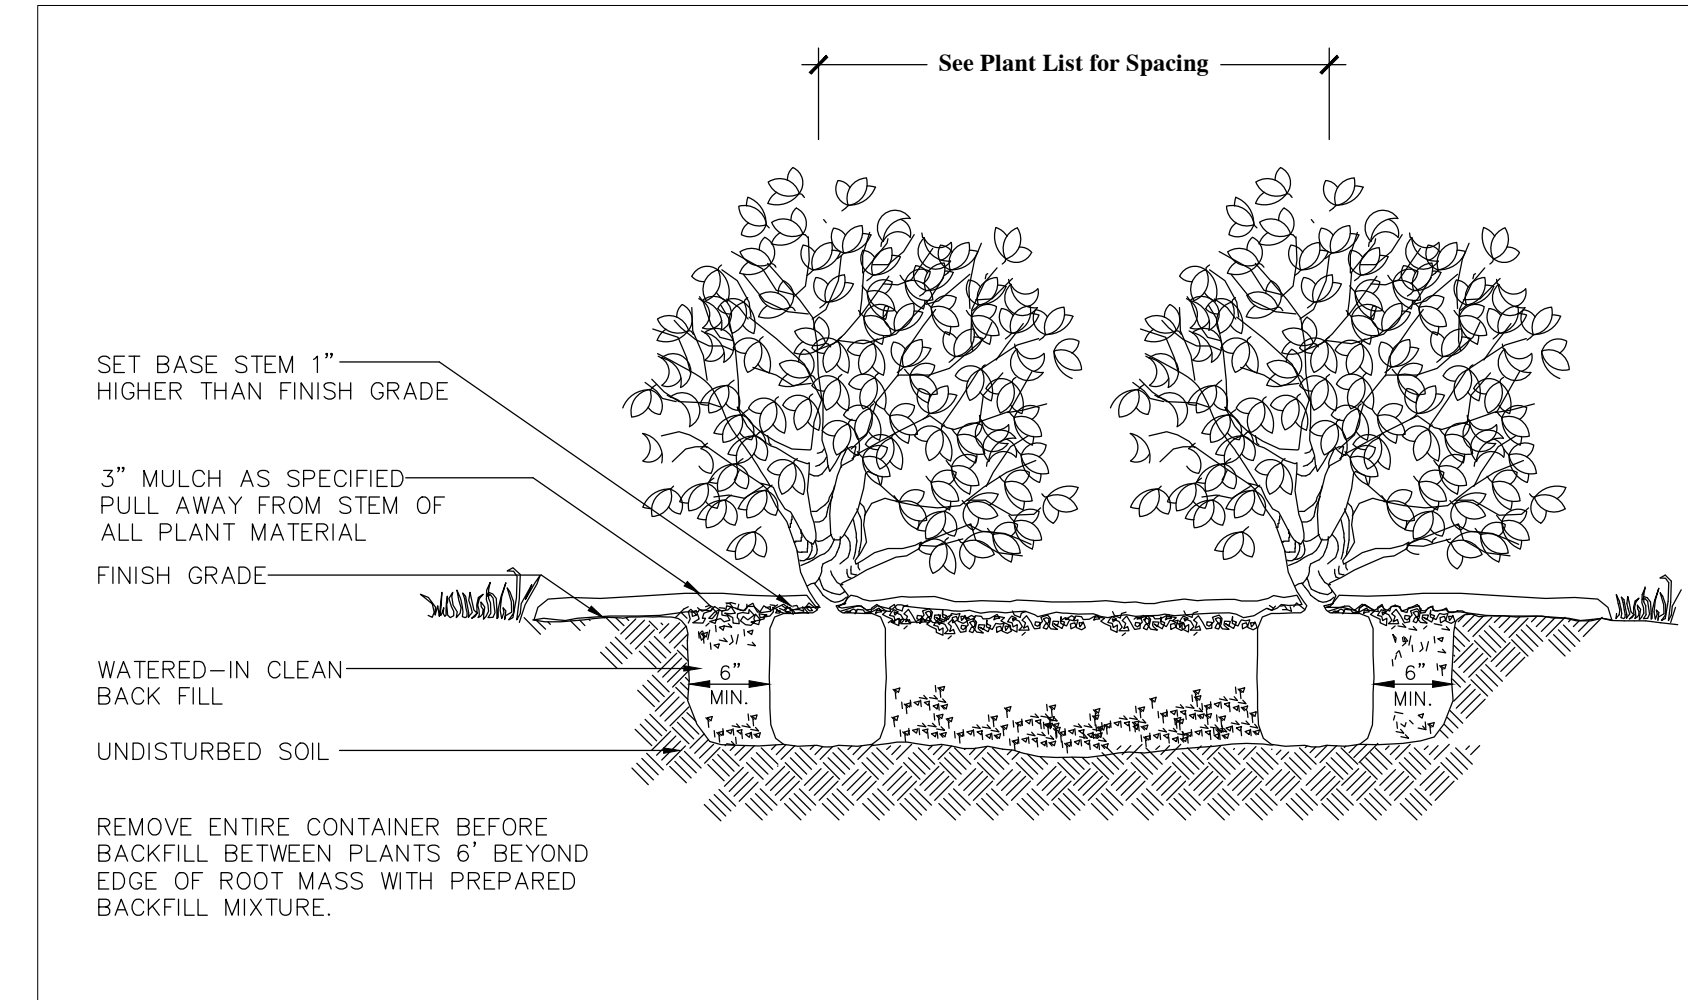 See Plant List for Spacing
SET BASE STEM 1”
HIGHER THAN FINISH GRADE
3” MULCH AS SPECIFIED
PULL AWAY FROM STEM OF
ALL PLANT MATERIAL
FINISH GRADE
WATERED-IN CLEAN
BACK FILL
6”
MIN.
6”
MIN.
UNDISTURBED SOIL
REMOVE ENTIRE CONTAINER BEFORE
BACKFILL BETWEEN PLANTS 6’ BEYOND
EDGE OF ROOT MASS WITH PREPARED
BACKFILL MIXTURE.